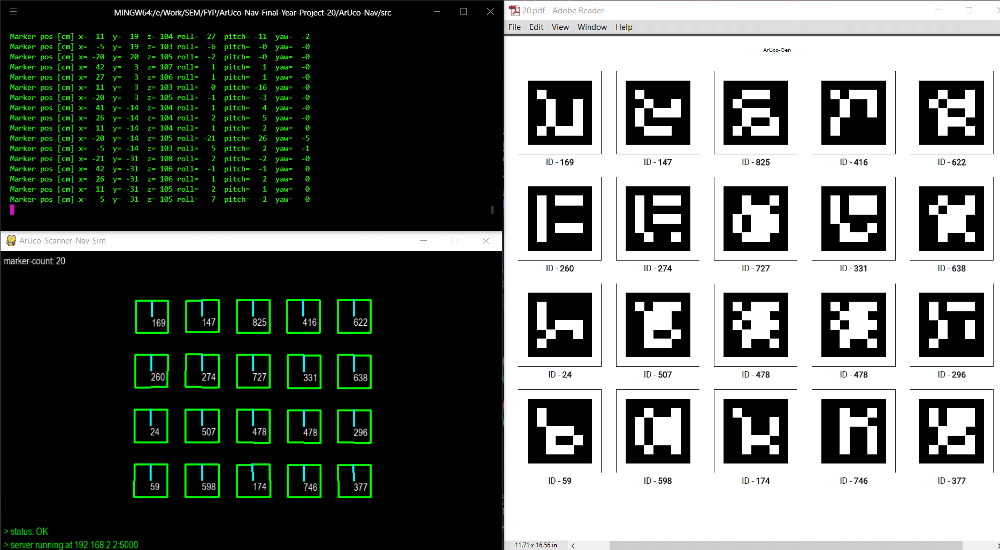 MINGW64:/e/Work/SEM/FYP/ArUco-Nav-Final-Year-Project-20/ArUco-Nav/src
Marker pos [cm] x=  11  y=  19  z= 104 roll=  27  pitch= -11  yaw=  -2
Marker pos [cm] x=  -5  y=  19  z= 103 roll=  -6  pitch=  -0  yaw=  -0
Marker pos [cm] x= -20  y=  20  z= 105 roll=  -2  pitch=  -0  yaw=  -0
Marker pos [cm] x=  42  y=   3  z= 107 roll=   1  pitch=   1  yaw=  -0
Marker pos [cm] x=  27  y=   3  z= 106 roll=   1  pitch=   1  yaw=  -0
Marker pos [cm] x=  11  y=   3  z= 103 roll=   0  pitch= -16  yaw=  -0
Marker pos [cm] x= -20  y=   3  z= 105 roll=  -1  pitch=  -3  yaw=  -0
Marker pos [cm] x=  41  y= -14  z= 104 roll=   1  pitch=   4  yaw=  -0
Marker pos [cm] x=  26  y= -14  z= 104 roll=   2  pitch=   5  yaw=  -0
Marker pos [cm] x=  11  y= -14  z= 104 roll=   1  pitch=   2  yaw=   0
Marker pos [cm] x= -20  y= -14  z= 105 roll= -21  pitch=  26  yaw=  -5
Marker pos [cm] x=  -5  y= -14  z= 103 roll=   5  pitch=   2  yaw=  -1
Marker pos [cm] x= -21  y= -31  z= 108 roll=   2  pitch=  -2  yaw=  -0
Marker pos [cm] x=  42  y= -31  z= 106 roll=  -1  pitch=  -1  yaw=   0
Marker pos [cm] x=  26  y= -31  z= 106 roll=   1  pitch=   2  yaw=   0
Marker pos [cm] x=  11  y= -31  z= 105 roll=   2  pitch=   1  yaw=   0
Marker pos [cm] x=  -5  y= -31  z= 105 roll=   7  pitch=  -2  yaw=   0
ArUco-Scanner-Nav-Sim
marker-count: 20
169 147 825 416 622
260 274 727 331 638
24 507 478 478 296
59 598 174 746 377
> status: OK
> server running at 192.168.2.2:5000
20.pdf - Adobe Reader
File Edit View Window Help
ArUco-Gen
ID - 169 ID - 147 ID - 825 ID - 416 ID - 622
ID - 260 ID - 274 ID - 727 ID - 331 ID - 638
ID - 24 ID - 507 ID - 478 ID - 478 ID - 296
ID - 59 ID - 598 ID - 174 ID - 746 ID - 377
11.71 x 16.56 in